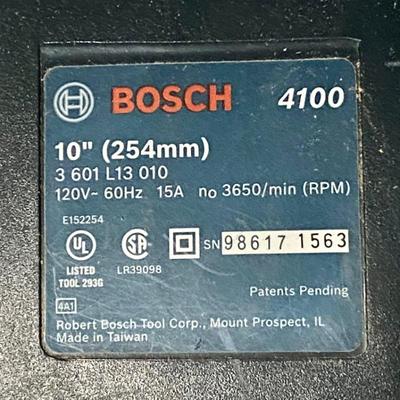 BOSCH 4100
10" (254mm)
3 601 L13 010
120V~ 60Hz 15A no 3650/min (RPM)
E152254
UL
LISTED
TOOL 293G
LR39098
SN 98617 1563
Patents Pending
4A1
Robert Bosch Tool Corp., Mount Prospect, IL
Made in Taiwan